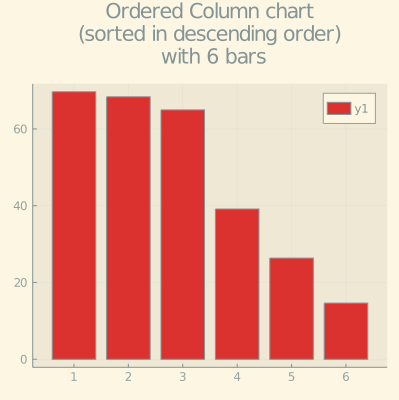 Ordered Column chart
(sorted in descending order)
with 6 bars
y1
60
40
20
0
1 2 3 4 5 6